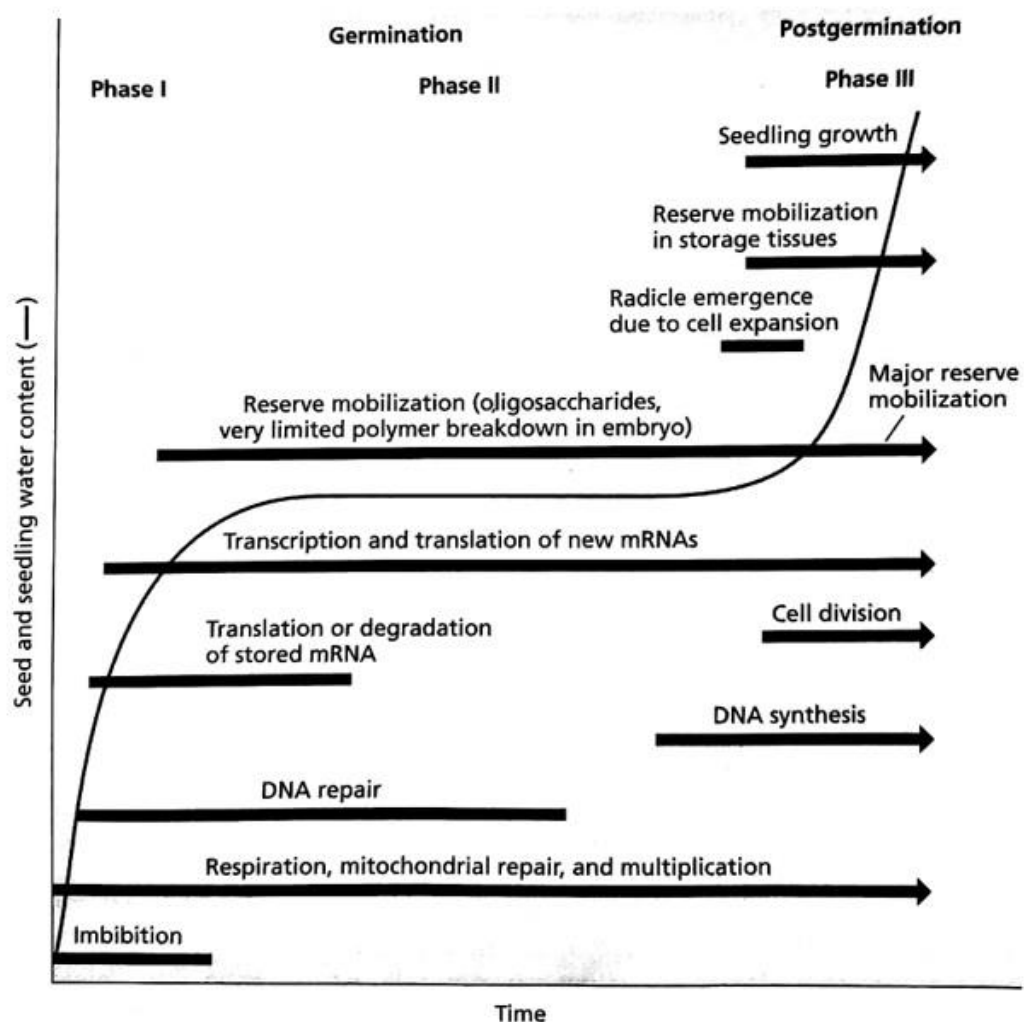 Germination
Postgermination
Phase I
Phase II
Phase III
Seedling growth
Reserve mobilization
in storage tissues
Radicle emergence
due to cell expansion
Major reserve
mobilization
Reserve mobilization (oligosaccharides,
very limited polymer breakdown in embryo)
Transcription and translation of new mRNAs
Cell division
Translation or degradation
of stored mRNA
DNA synthesis
DNA repair
Respiration, mitochondrial repair, and multiplication
Imbibition
Seed and seedling water content (—)
Time